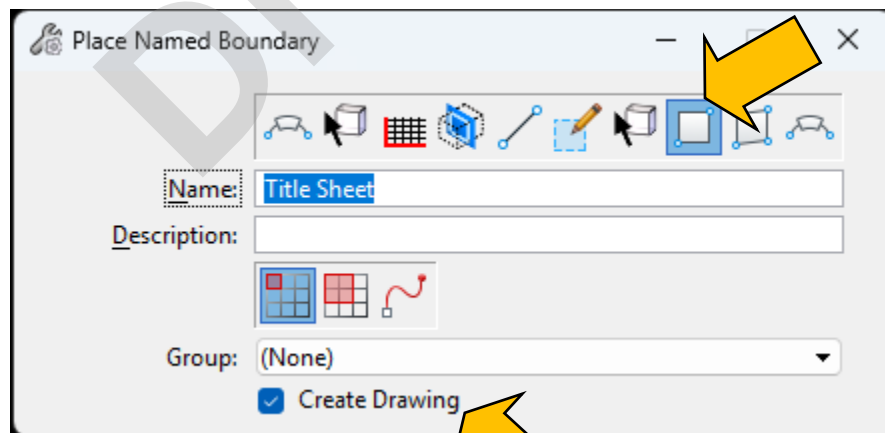 Place Named Boundary
Name: Title Sheet
Description:
Group: (None)
Create Drawing